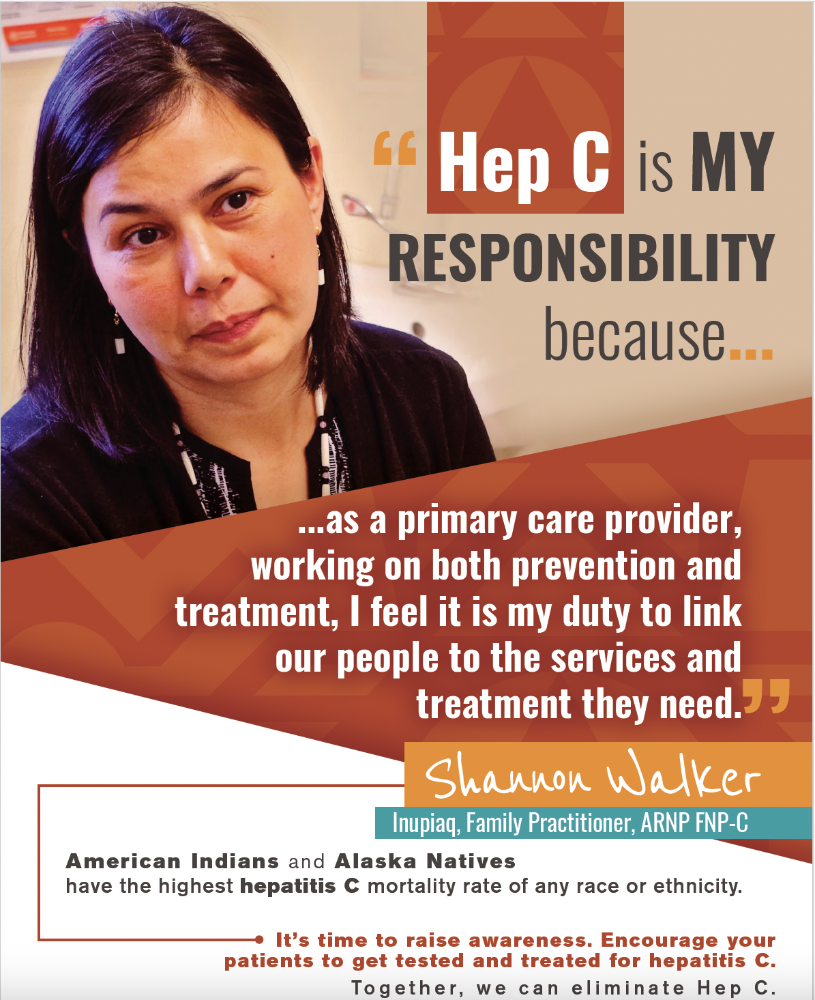 “ Hep C is MY
RESPONSIBILITY
because...
...as a primary care provider,
working on both prevention and
treatment, I feel it is my duty to link
our people to the services and
treatment they need.”
Shannon Walker
Inupiaq, Family Practitioner, ARNP FNP-C
American Indians and Alaska Natives
have the highest hepatitis C mortality rate of any race or ethnicity.
It’s time to raise awareness. Encourage your
patients to get tested and treated for hepatitis C.
Together, we can eliminate Hep C.